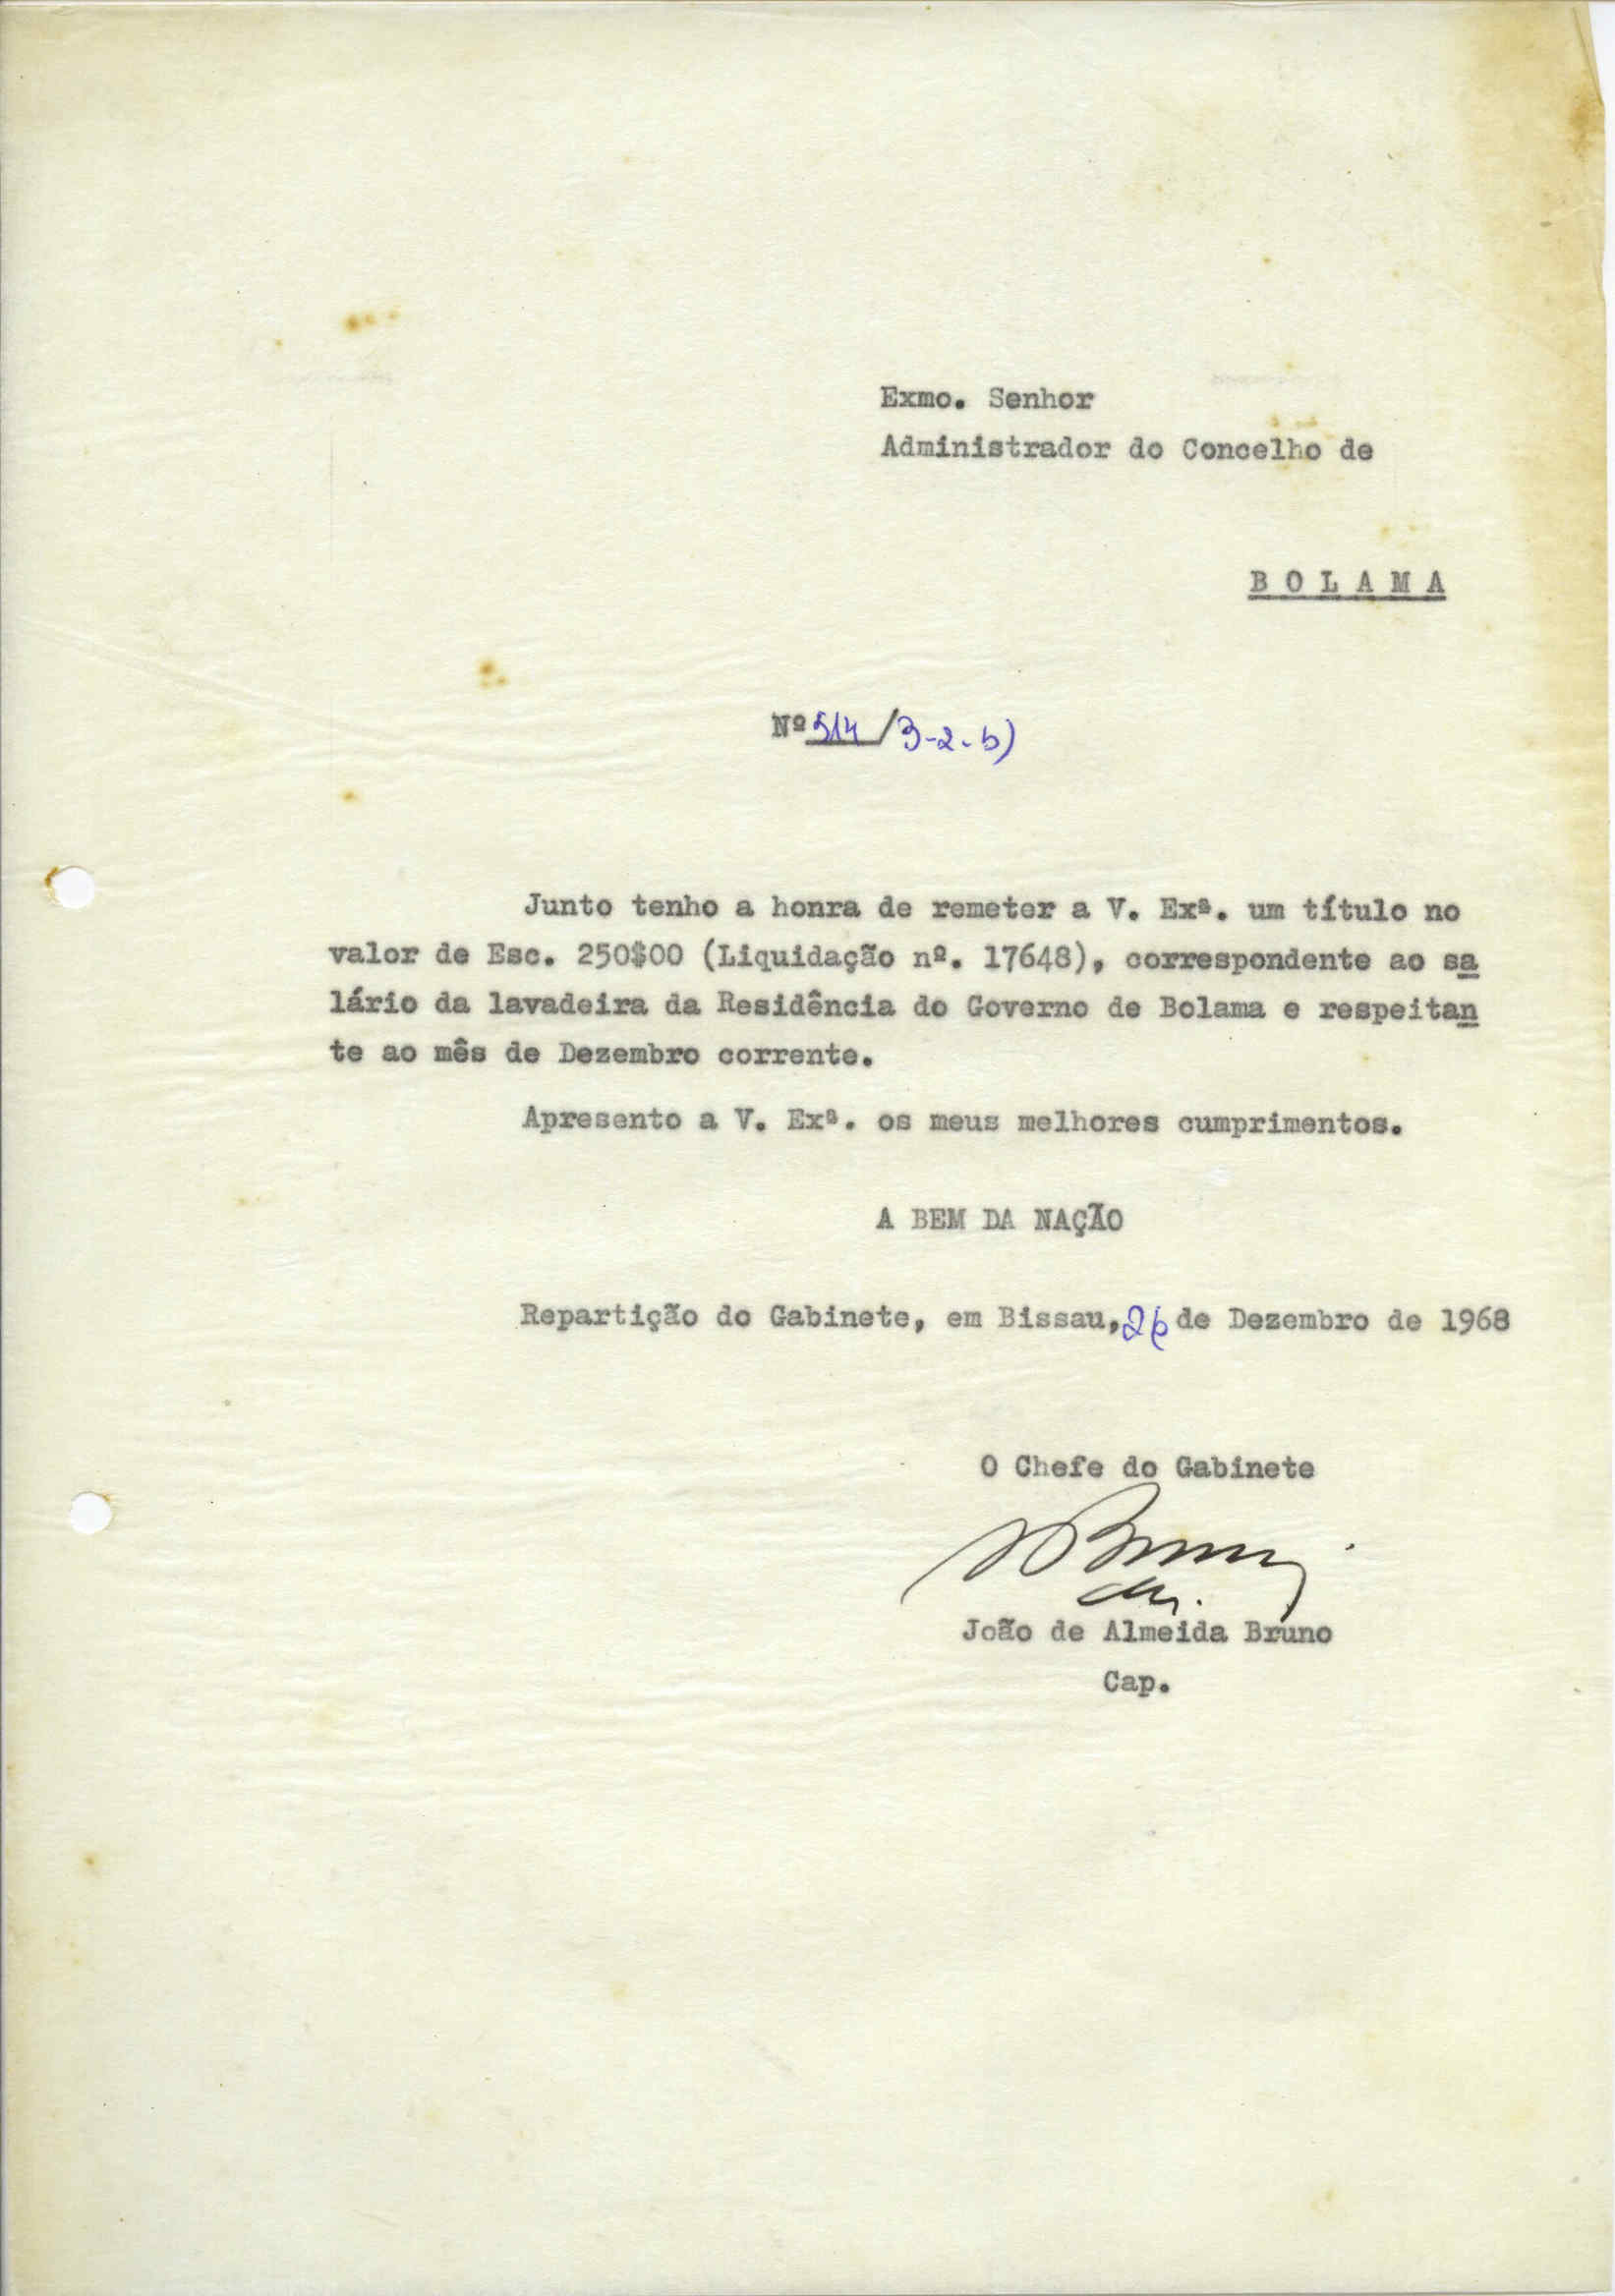 Exmo. Senhor
Administrador do Concelho de
B O L A M A
Nº 514 /3-2-b)
Junto tenho a honra de remeter a V. Exª. um título no
valor de Esc. 250$00 (Liquidação nº. 17648), correspondente ao sa
lário da lavadeira da Residência do Governo de Bolama e respeitan
te ao mês de Dezembro corrente.
Apresento a V. Exª. os meus melhores cumprimentos.
A BEM DA NAÇÃO
Repartição do Gabinete, em Bissau, 26 de Dezembro de 1968
O Chefe do Gabinete
João de Almeida Bruno
Cap.